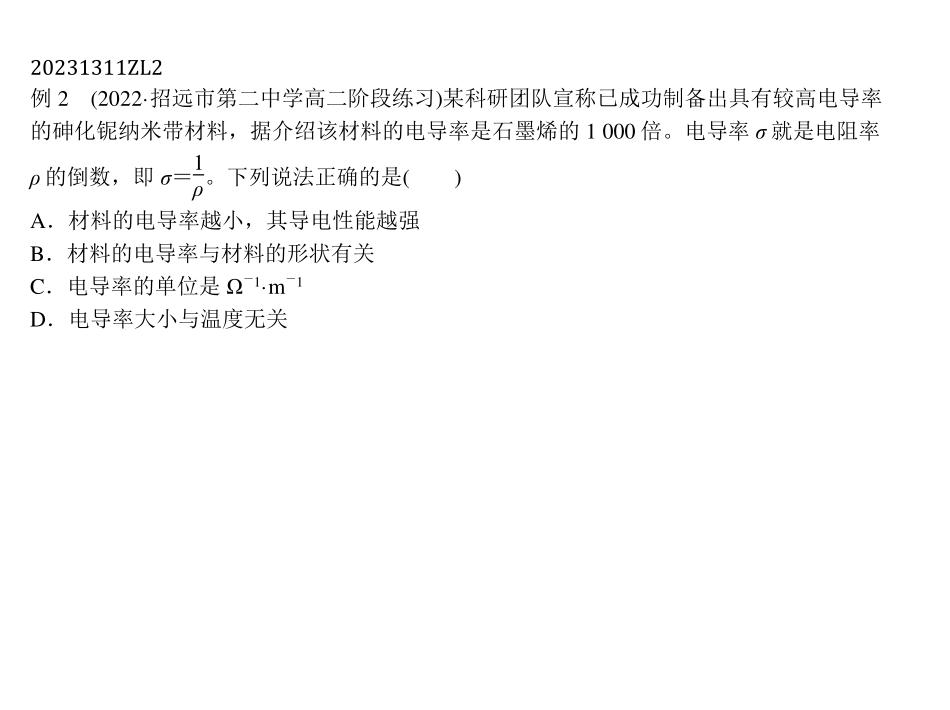 20231311ZL2
例 2 (2022·招远市第二中学高二阶段练习)某科研团队宣称已成功制备出具有较高电导率
的砷化铌纳米带材料，据介绍该材料的电导率是石墨烯的 1 000 倍。电导率 σ 就是电阻率
ρ 的倒数，即 σ＝1/ρ。下列说法正确的是(　　)
A．材料的电导率越小，其导电性能越强
B．材料的电导率与材料的形状有关
C．电导率的单位是 Ω⁻¹·m⁻¹
D．电导率大小与温度无关